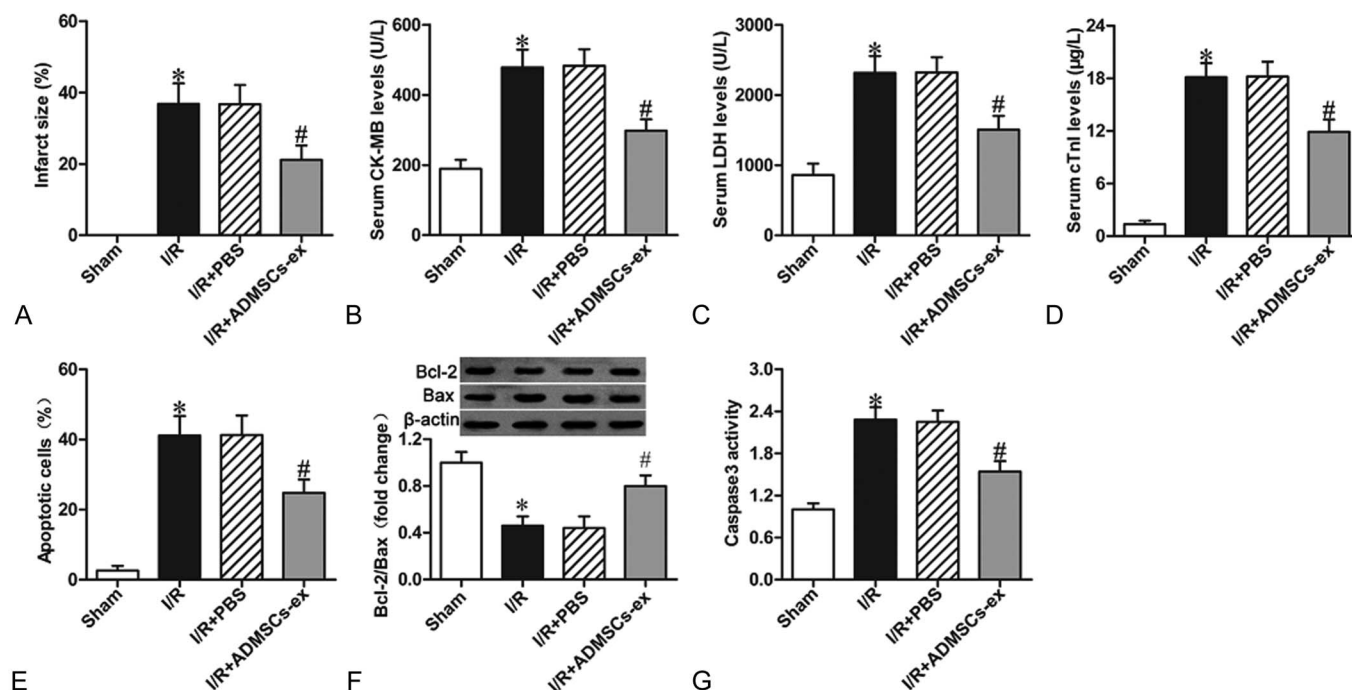 60
40
20
0
Infarct size (%)
*
#
Sham
I/R
I/R+PBS
I/R+ADMSCs-ex
A
600
400
200
0
Serum CK-MB levels (U/L)
*
#
Sham
I/R
I/R+PBS
I/R+ADMSCs-ex
B
3000
2000
1000
0
Serum LDH levels (U/L)
*
#
Sham
I/R
I/R+PBS
I/R+ADMSCs-ex
C
24
18
12
6
0
Serum cTnI levels (μg/L)
*
#
Sham
I/R
I/R+PBS
I/R+ADMSCs-ex
D
60
40
20
0
Apoptotic cells (%)
*
#
Sham
I/R
I/R+PBS
I/R+ADMSCs-ex
E
Bcl-2
Bax
β-actin
1.2
0.8
0.4
0.0
Bcl-2/Bax (fold change)
*
#
Sham
I/R
I/R+PBS
I/R+ADMSCs-ex
F
3.0
2.4
1.8
1.2
0.6
0.0
Caspase3 activity
*
#
Sham
I/R
I/R+PBS
I/R+ADMSCs-ex
G